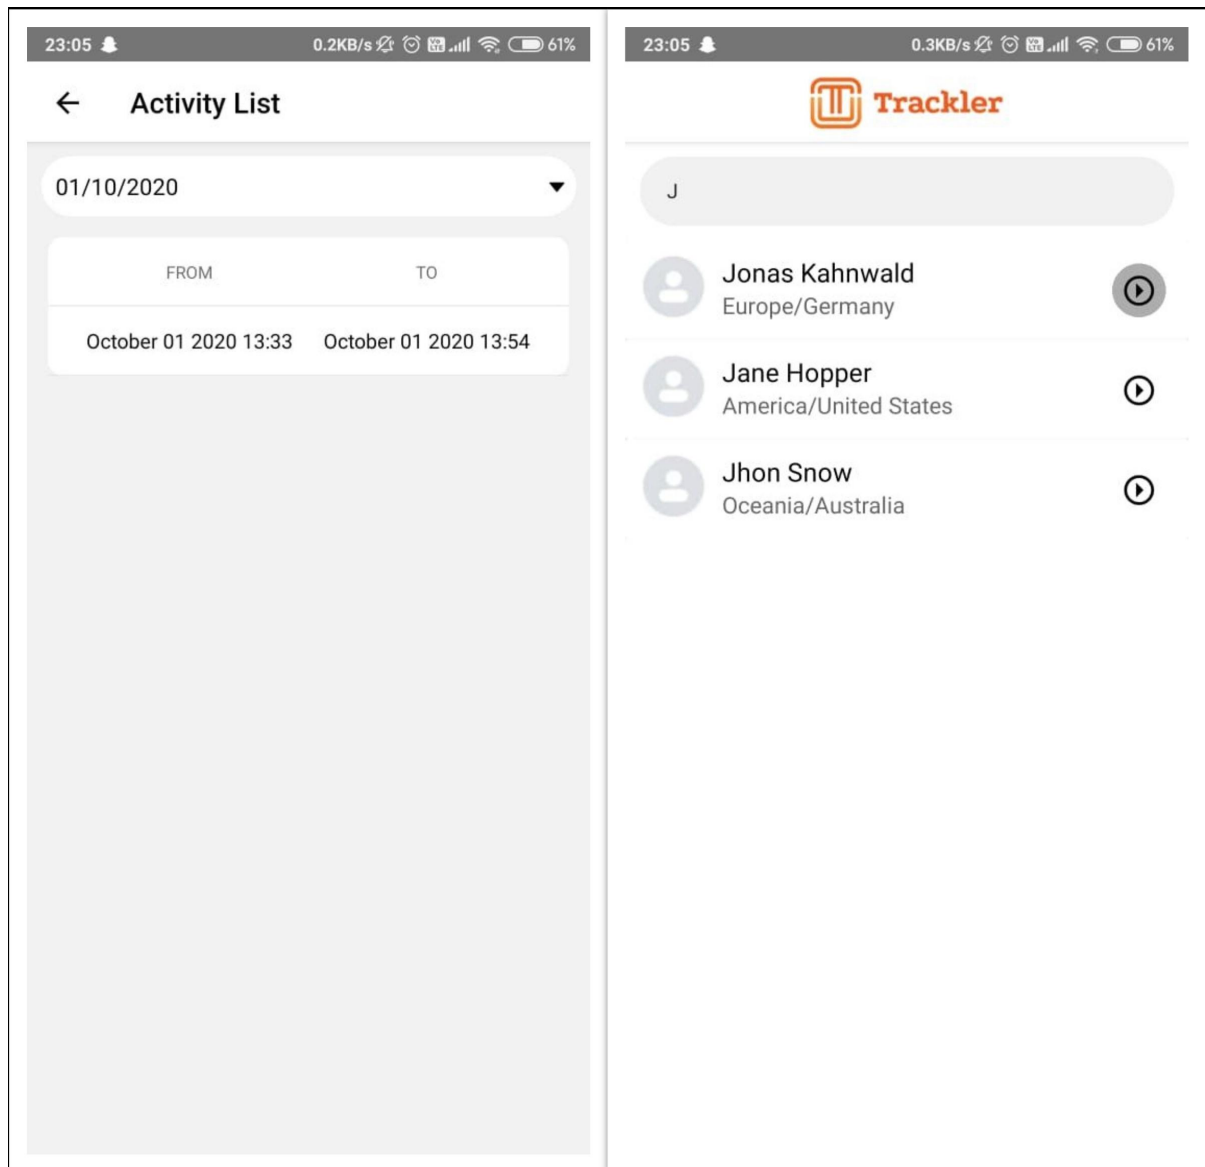 23:05 0.2KB/s 61%
Activity List
01/10/2020
FROM TO
October 01 2020 13:33 October 01 2020 13:54
23:05 0.3KB/s 61%
Trackler
J
Jonas Kahnwald
Europe/Germany
Jane Hopper
America/United States
Jhon Snow
Oceania/Australia